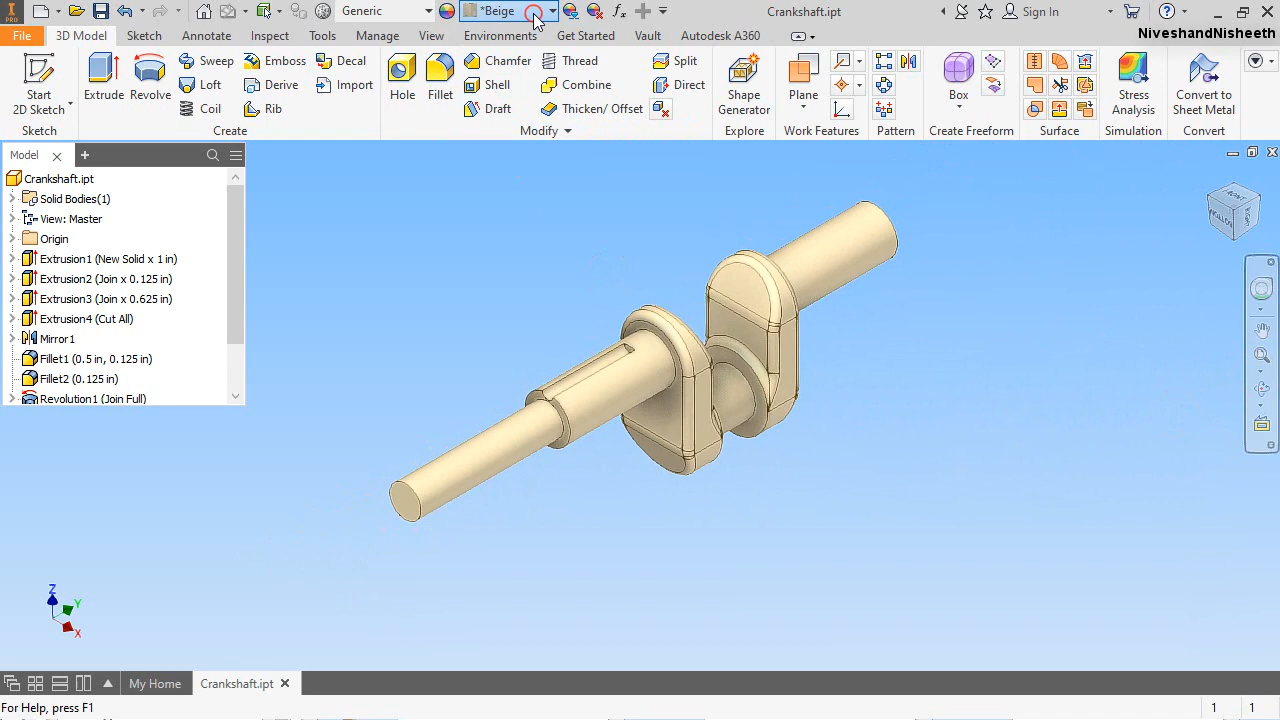 PRO
Generic
*Beige
fx
Crankshaft.ipt
Sign In
File
3D Model
Sketch
Annotate
Inspect
Tools
Manage
View
Environments
Get Started
Vault
Autodesk A360
NiveshandNisheeth
Start
2D Sketch
Extrude
Revolve
Sweep
Loft
Coil
Emboss
Derive
Rib
Decal
Import
Hole
Fillet
Chamfer
Shell
Draft
Thread
Combine
Thicken/ Offset
Split
Direct
Shape
Generator
Plane
Box
Stress
Analysis
Convert to
Sheet Metal
Sketch
Create
Modify
Explore
Work Features
Pattern
Create Freeform
Surface
Simulation
Convert
Model
Crankshaft.ipt
Solid Bodies(1)
View: Master
Origin
Extrusion1 (New Solid x 1 in)
Extrusion2 (Join x 0.125 in)
Extrusion3 (Join x 0.625 in)
Extrusion4 (Cut All)
Mirror1
Fillet1 (0.5 in, 0.125 in)
Fillet2 (0.125 in)
Revolution1 (Join Full)
FRONT
BOTTOM
Z
Y
X
My Home
Crankshaft.ipt
For Help, press F1
1
1